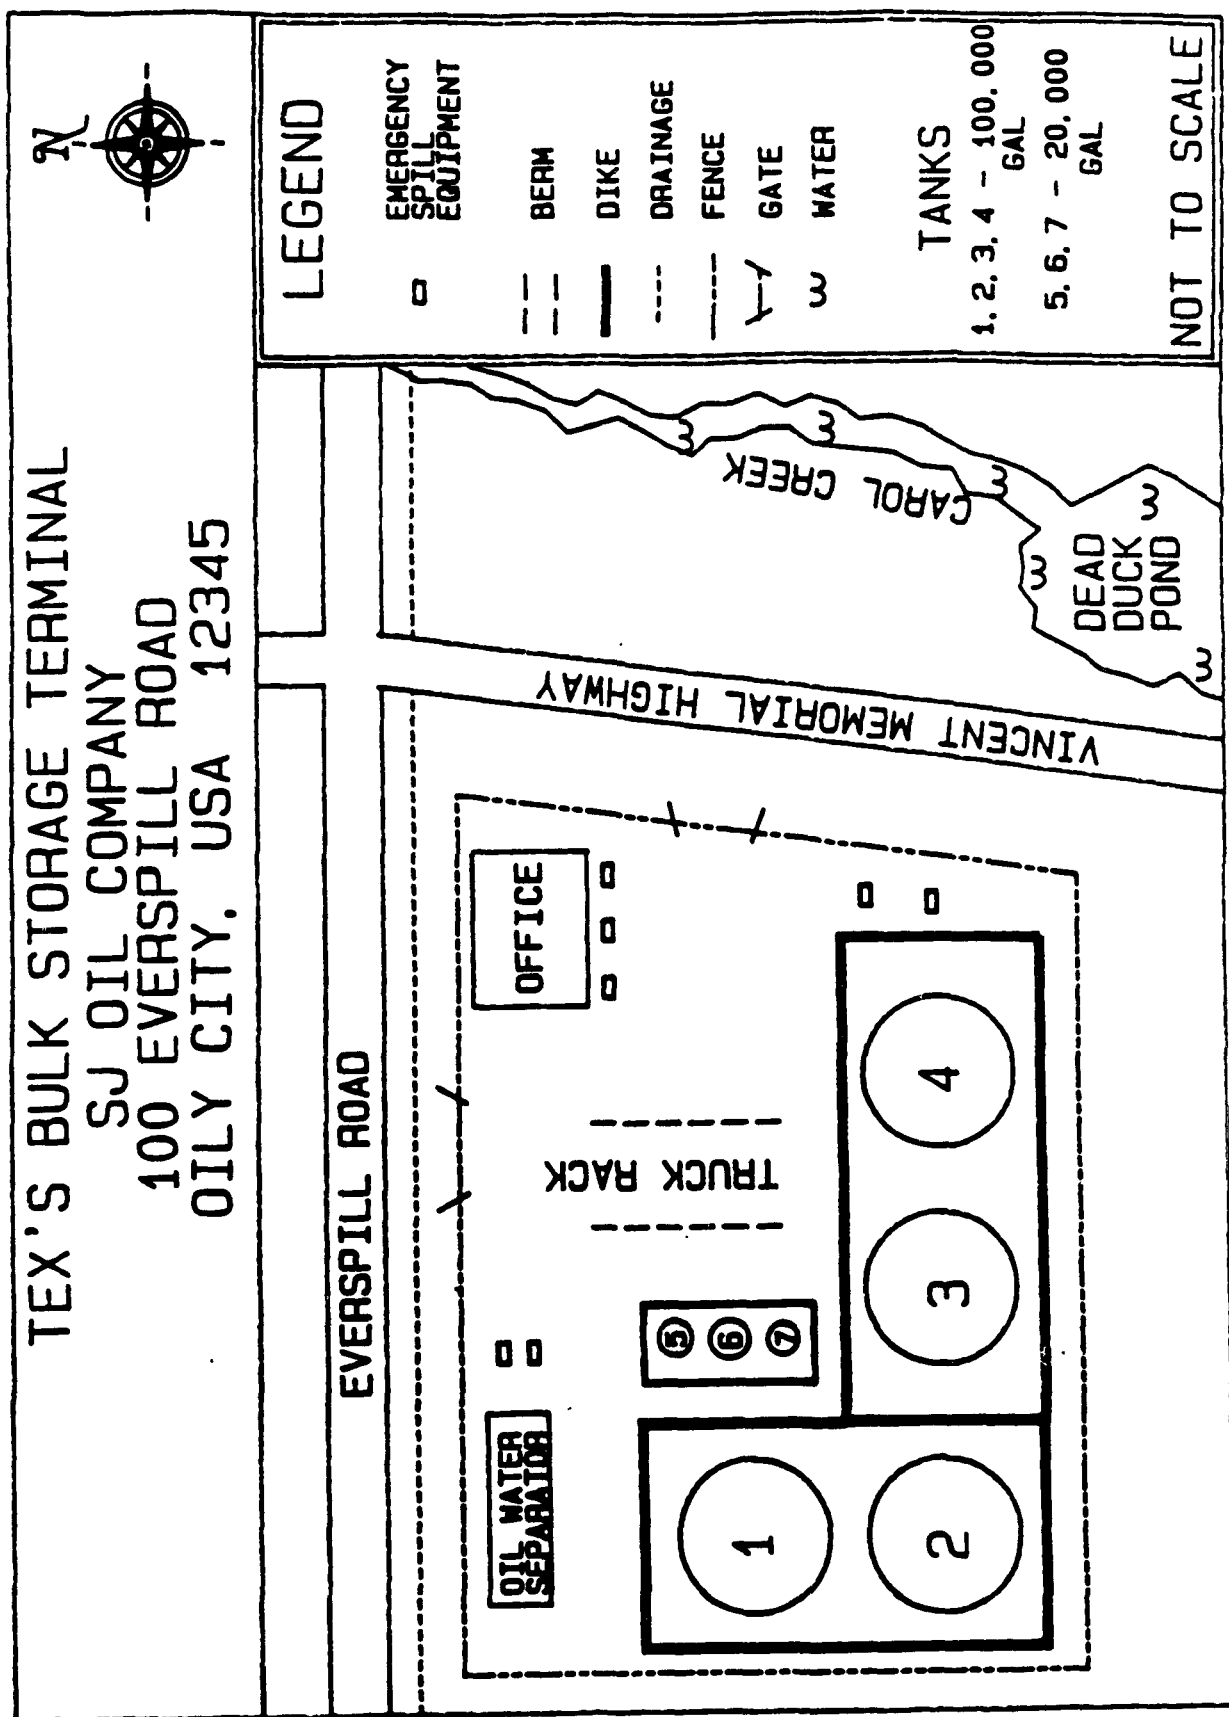 TEX'S BULK STORAGE TERMINAL
SJ OIL COMPANY
100 EVERSPILL ROAD
OILY CITY, USA 12345
N
LEGEND
EMERGENCY
SPILL
EQUIPMENT
BERM
DIKE
DRAINAGE
FENCE
GATE
WATER
TANKS
1, 2, 3, 4 - 100,000
GAL
5, 6, 7 - 20,000
GAL
NOT TO SCALE
EVERSPILL ROAD
OIL WATER
SEPARATOR
OFFICE
TRUCK RACK
VINCENT MEMORIAL HIGHWAY
CAROL CREEK
DEAD
DUCK
POND
1
2
3
4
5
6
7